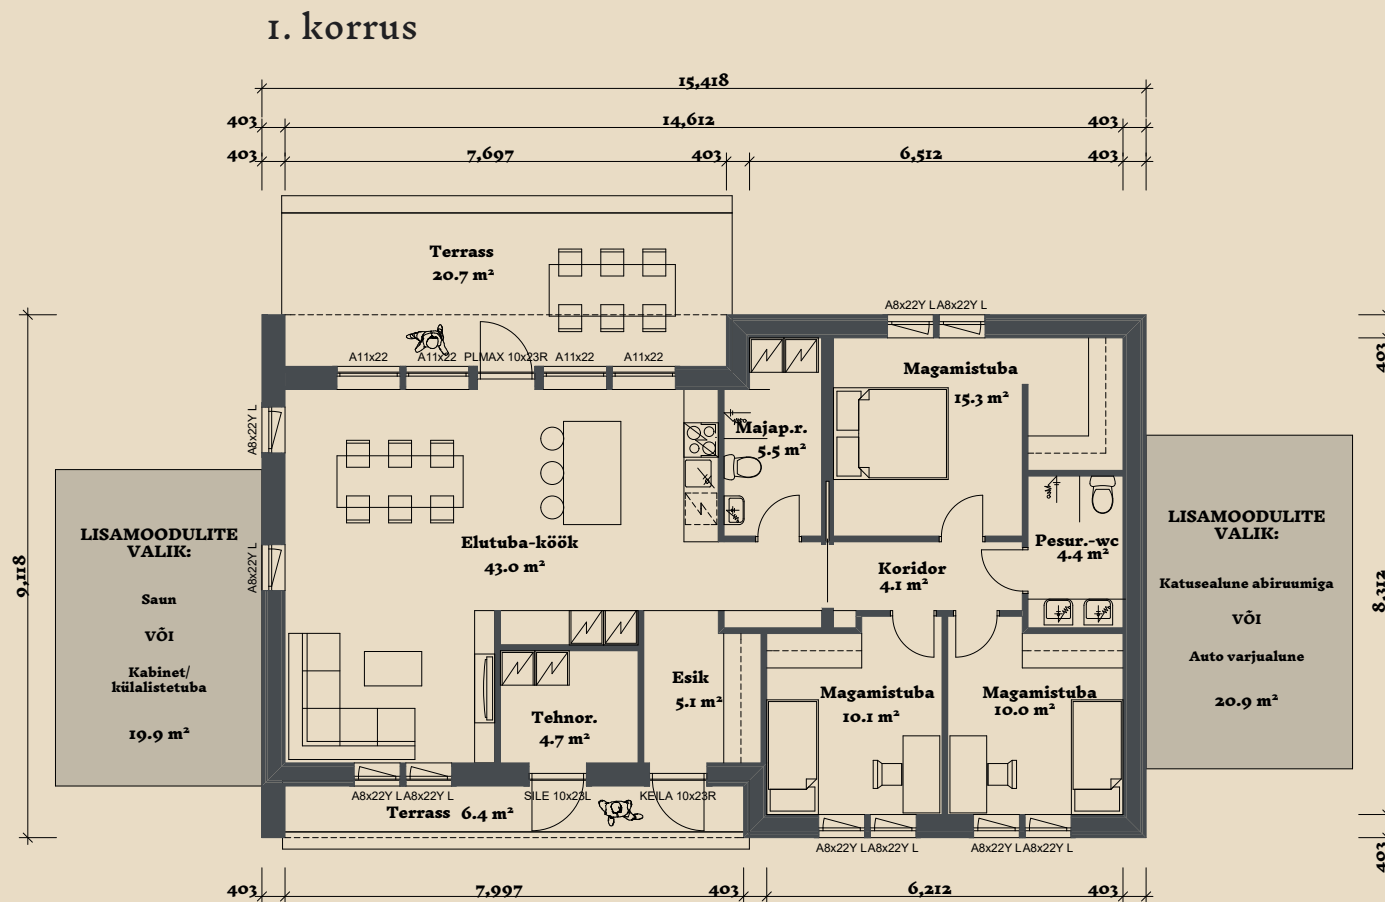 1. korrus
15,418
403 14,612 403
403 7,697 403 6,512 403
Terrass
20.7 m²
A8x22Y L A8x22Y L
A11x22 A11x22 PLMAX 10x23R A11x22 A11x22
403
Magamistuba
15.3 m²
A8x22Y L
Majap.r.
5.5 m²
LISAMOODULITE
VALIK:
Saun
VÕI
Kabinet/
külalistetuba
19.9 m²
9,118
A8x22Y L
Elutuba-köök
43.0 m²
Koridor
4.1 m²
Pesur.-wc
4.4 m²
LISAMOODULITE
VALIK:
Katusealune abiruumiga
VÕI
Auto varjualune
20.9 m²
8,312
Esik
5.1 m²
Tehnor.
4.7 m²
Magamistuba
10.1 m²
Magamistuba
10.0 m²
A8x22Y L A8x22Y L SILE 10x23L KEILA 10x23R
Terrass 6.4 m²
A8x22Y L A8x22Y L A8x22Y L A8x22Y L
403
403 7,997 403 6,212 403